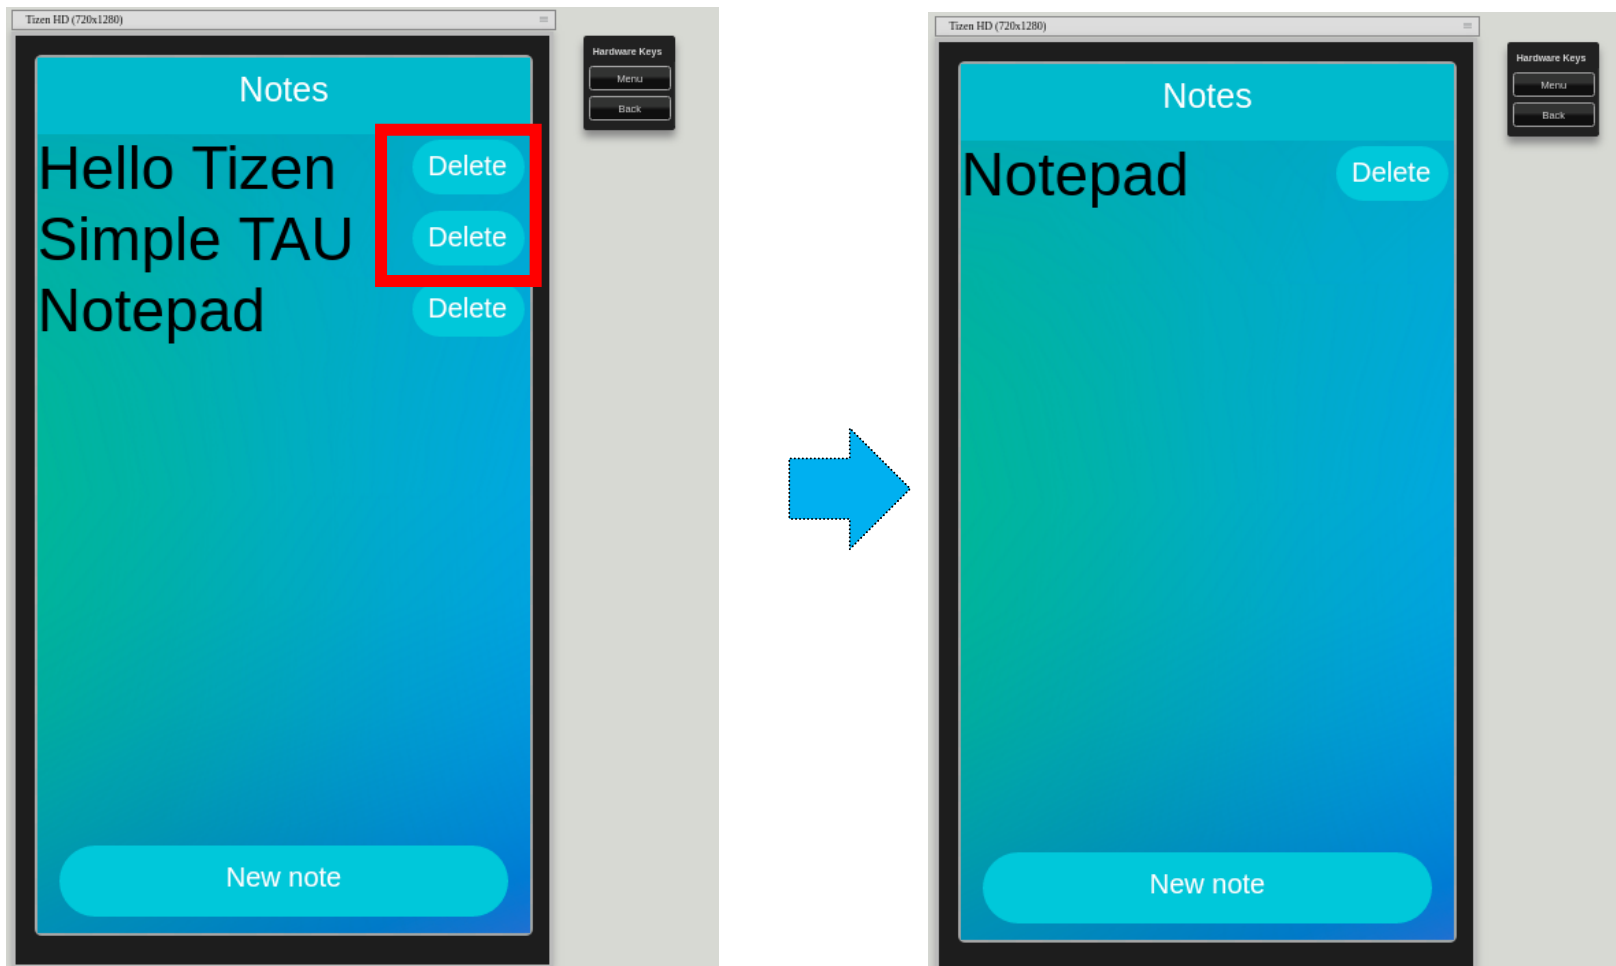 Tizen HD (720x1280)
Hardware Keys
Menu
Back
Notes
Hello Tizen Delete
Simple TAU Delete
Notepad Delete
New note
Tizen HD (720x1280)
Hardware Keys
Menu
Back
Notes
Notepad Delete
New note